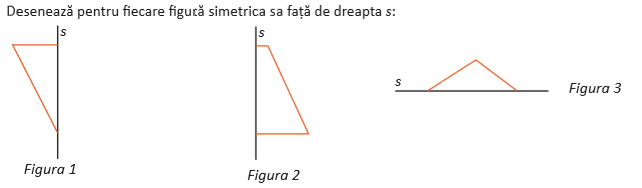 Desenează pentru fiecare figură simetrica sa față de dreapta s:
s
s
s
Figura 3
Figura 1
Figura 2